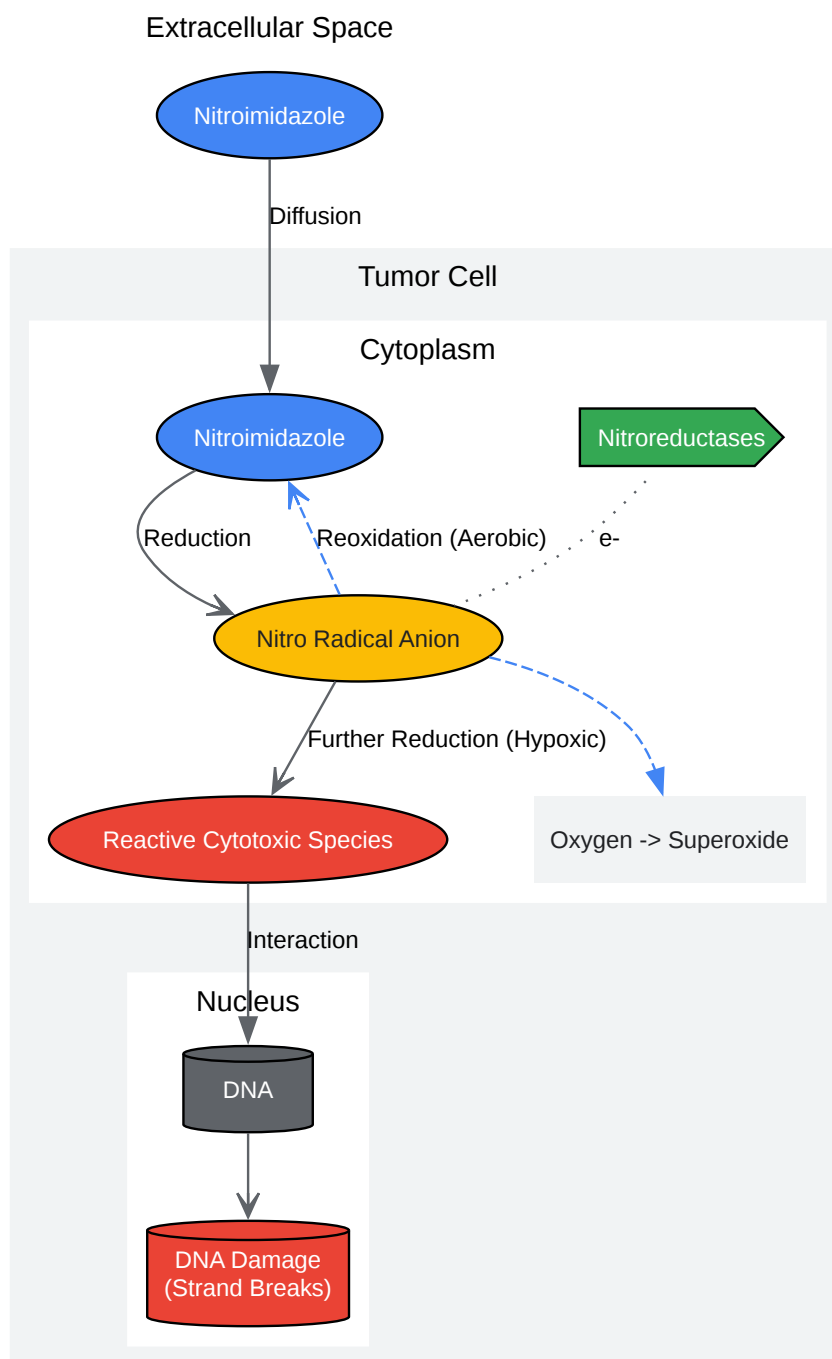 Extracellular Space
Nitroimidazole
Diffusion
Tumor Cell
Cytoplasm
Nitroimidazole
Nitroreductases
Reduction
Reoxidation (Aerobic)
e-
Nitro Radical Anion
Further Reduction (Hypoxic)
Reactive Cytotoxic Species
Oxygen -> Superoxide
Interaction
Nucleus
DNA
DNA Damage
(Strand Breaks)